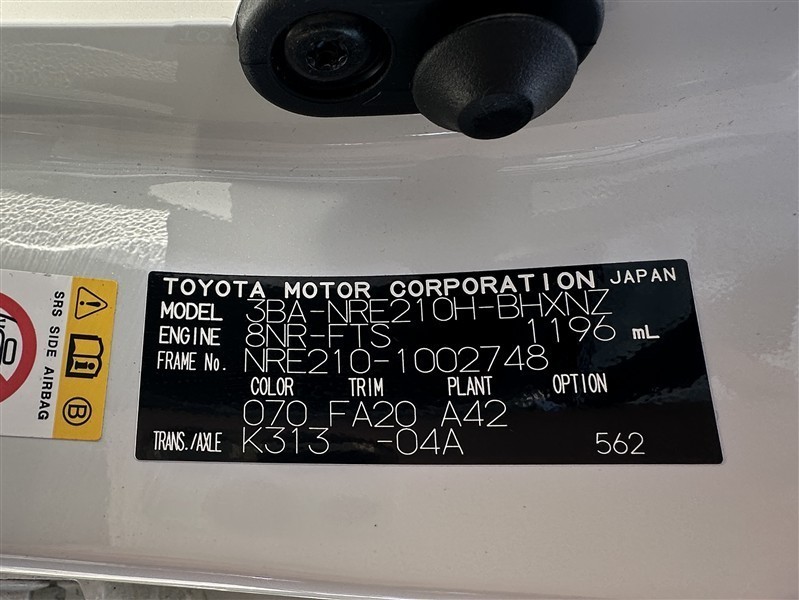 TOYOTA MOTOR CORPORATION JAPAN
MODEL 3BA-NRE210H-BHXNZ
ENGINE 8NR-FTS 1196 mL
FRAME No. NRE210-1002748
COLOR TRIM PLANT OPTION
070 FA20 A42
TRANS./AXLE K313 -04A 562
SRS SIDE AIRBAG
B